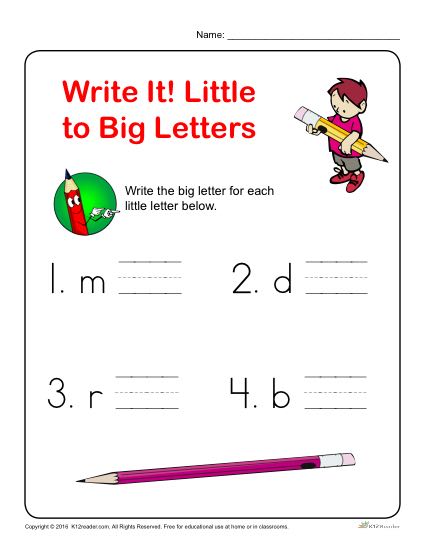 Name:
Write It! Little
to Big Letters
Write the big letter for each
little letter below.
1. m 2. d
3. r 4. b
Copyright © 2016 K12reader.com. All Rights Reserved. Free for educational use at home or in classrooms. K12Reader